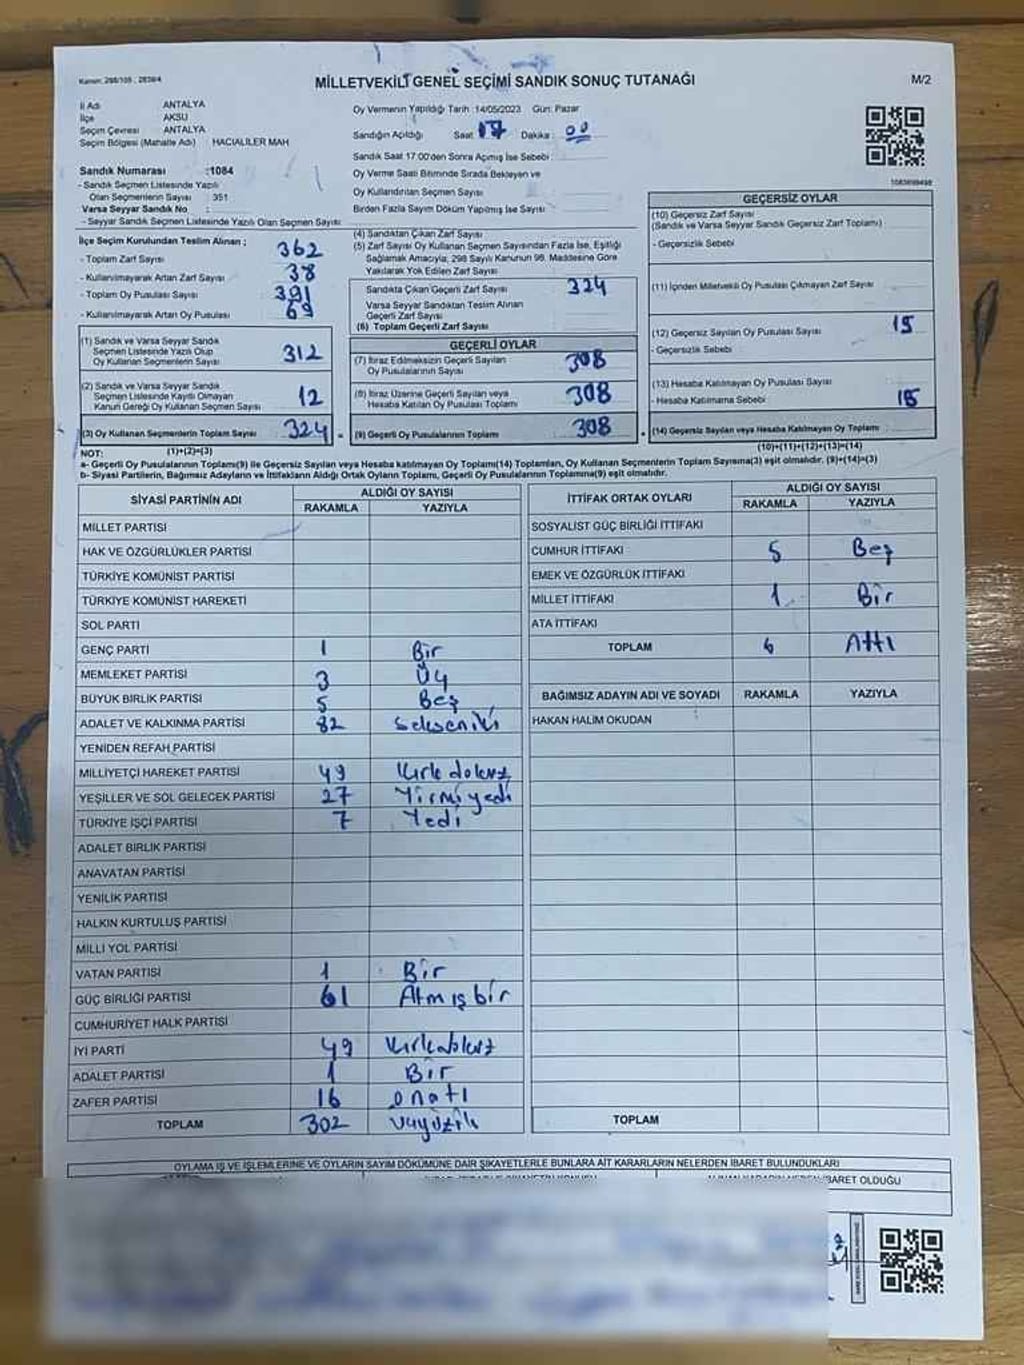 Kanun: 298/105 ; 2839/4
MİLLETVEKİLİ GENEL SEÇİMİ SANDIK SONUÇ TUTANAĞI
M/2
İl Adı ANTALYA
İlçe AKSU
Seçim Çevresi ANTALYA
Seçim Bölgesi (Mahalle Adı) HACIALİLER MAH
Oy Vermenin Yapıldığı Tarih :14/05/2023 Gün: Pazar
Sandığın Açıldığı Saat 17 Dakika : 00
Sandık Saat 17:00'den Sonra Açımış İse Sebebi :
Oy Verme Saati Bitiminde Sırada Bekleyen ve
Oy Kullandırılan Seçmen Sayısı :
Birden Fazla Sayım Döküm Yapılmış İse Sayısı
Sandık Numarası :1084
- Sandık Seçmen Listesinde Yazılı
Olan Seçmenlerin Sayısı : 351
Varsa Seyyar Sandık No :
- Seyyar Sandık Seçmen Listesinde Yazılı Olan Seçmen Sayısı:
İlçe Seçim Kurulundan Teslim Alınan ;
- Toplam Zarf Sayısı 362
- Kullanılmayarak Artan Zarf Sayısı 38
- Toplam Oy Pusulası Sayısı 391
- Kullanılmayarak Artan Oy Pusulası 69
(1) Sandık ve Varsa Seyyar Sandık
Seçmen Listesinde Yazılı Olup
Oy Kullanan Seçmenlerin Sayısı 312
(2) Sandık ve Varsa Seyyar Sandık
Seçmen Listesinde Kayıtlı Olmayan
Kanun Gereği Oy Kullanan Seçmen Sayısı 12
(3) Oy Kullanan Seçmenlerin Toplam Sayısı 324
(4) Sandıktan Çıkan Zarf Sayısı
(5) Zarf Sayısı Oy Kullanan Seçmen Sayısından Fazla İse, Eşitliği
Sağlamak Amacıyla, 298 Sayılı Kanunun 98. Maddesine Göre
Yakılarak Yok Edilen Zarf Sayısı
Sandıkta Çıkan Geçerli Zarf Sayısı 324
Varsa Seyyar Sandıktan Teslim Alınan
Geçerli Zarf Sayısı
(6) Toplam Geçerli Zarf Sayısı
GEÇERLİ OYLAR
(7) İtiraz Edilmeksizin Geçerli Sayılan
Oy Pusulalarının Sayısı 308
(8) İtiraz Üzerine Geçerli Sayılan veya
Hesaba Katılan Oy Pusulası Toplamı 308
(9) Geçerli Oy Pusulalarının Toplamı 308
1083699498
GEÇERSİZ OYLAR
(10) Geçersiz Zarf Sayısı
(Sandık ve Varsa Seyyar Sandık Geçersiz Zarf Toplamı)
- Geçersizlik Sebebi
(11) İçinden Milletvekili Oy Pusulası Çıkmayan Zarf Sayısı
(12) Geçersiz Sayılan Oy Pusulası Sayısı 15
- Geçersizlik Sebebi
(13) Hesaba Katılmayan Oy Pusulası Sayısı
- Hesaba Katılmama Sebebi 15
(14) Geçersiz Sayılan veya Hesaba Katılmayan Oy Toplamı
NOT: (1)+(2)=(3) (10)+(11)+(12)+(13)=(14)
a- Geçerli Oy Pusulalarının Toplamı(9) ile Geçersiz Sayılan veya Hesaba katılmayan Oy Toplamı(14) Toplamları, Oy Kullanan Seçmenlerin Toplam Sayısına(3) eşit olmalıdır. (9)+(14)=(3)
b- Siyasi Partilerin, Bağımsız Adayların ve İttifakların Aldığı Ortak Oyların Toplamı, Geçerli Oy Pusulalarının Toplamına(9) eşit olmalıdır.
SİYASİ PARTİNİN ADI ALDIĞI OY SAYISI
RAKAMLA YAZIYLA
MİLLET PARTİSİ
HAK VE ÖZGÜRLÜKLER PARTİSİ
TÜRKİYE KOMÜNİST PARTİSİ
TÜRKİYE KOMÜNİST HAREKETİ
SOL PARTİ
GENÇ PARTİ 1 Bir
MEMLEKET PARTİSİ 3 Üç
BÜYÜK BİRLİK PARTİSİ 5 Beş
ADALET VE KALKINMA PARTİSİ 82 Sekseniki
YENİDEN REFAH PARTİSİ
MİLLİYETÇİ HAREKET PARTİSİ 49 Kırkdokuz
YEŞİLLER VE SOL GELECEK PARTİSİ 27 Yirmiyedi
TÜRKİYE İŞÇİ PARTİSİ 7 Yedi
ADALET BİRLİK PARTİSİ
ANAVATAN PARTİSİ
YENİLİK PARTİSİ
HALKIN KURTULUŞ PARTİSİ
MİLLİ YOL PARTİSİ
VATAN PARTİSİ 1 Bir
GÜÇ BİRLİĞİ PARTİSİ 61 Atmışbir
CUMHURİYET HALK PARTİSİ
İYİ PARTİ 49 Kırkdokuz
ADALET PARTİSİ 1 Bir
ZAFER PARTİSİ 16 onaltı
TOPLAM 302
İTTİFAK ORTAK OYLARI ALDIĞI OY SAYISI
RAKAMLA YAZIYLA
SOSYALİST GÜÇ BİRLİĞİ İTTİFAKI
CUMHUR İTTİFAKI 5 Beş
EMEK VE ÖZGÜRLÜK İTTİFAKI
MİLLET İTTİFAKI 1 Bir
ATA İTTİFAKI
TOPLAM 6 Altı
BAĞIMSIZ ADAYIN ADI VE SOYADI RAKAMLA YAZIYLA
HAKAN HALİM OKUDAN
TOPLAM
OYLAMA İŞ VE İŞLEMLERİNE VE OYLARIN SAYIM DÖKÜMÜNE DAİR ŞİKAYETLERLE BUNLARA AİT KARARLARIN NELERDEN İBARET BULUNDUKLARI
İBARET OLDUĞU